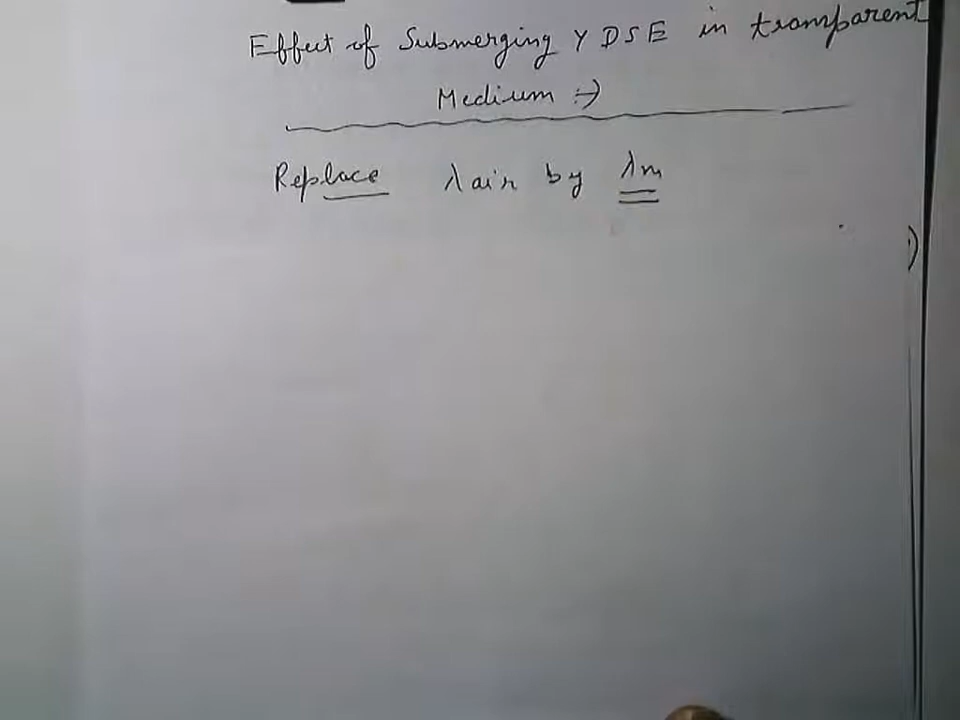 Effect of Submerging YDSE in transparent
Medium :→
Replace λair by λm